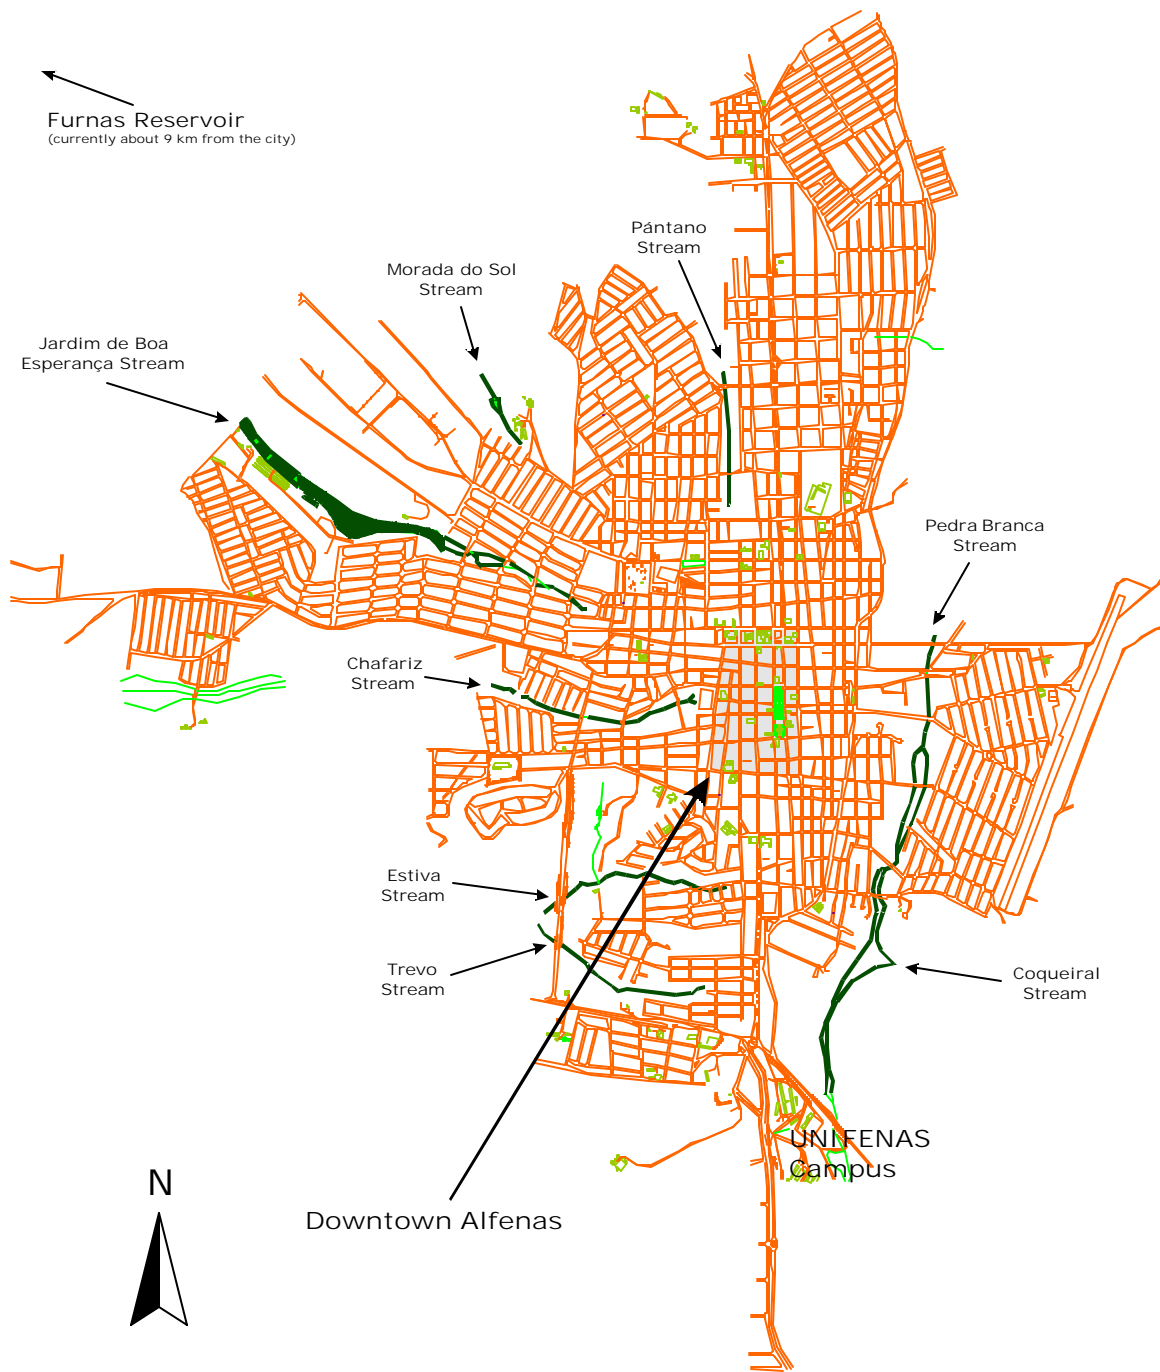 Furnas Reservoir
(currently about 9 km from the city)
Pántano
Stream
Morada do Sol
Stream
Jardim de Boa
Esperança Stream
Pedra Branca
Stream
Chafariz
Stream
Estiva
Stream
Trevo
Stream
Coqueiral
Stream
UNIFENAS
Campus
N
Downtown Alfenas